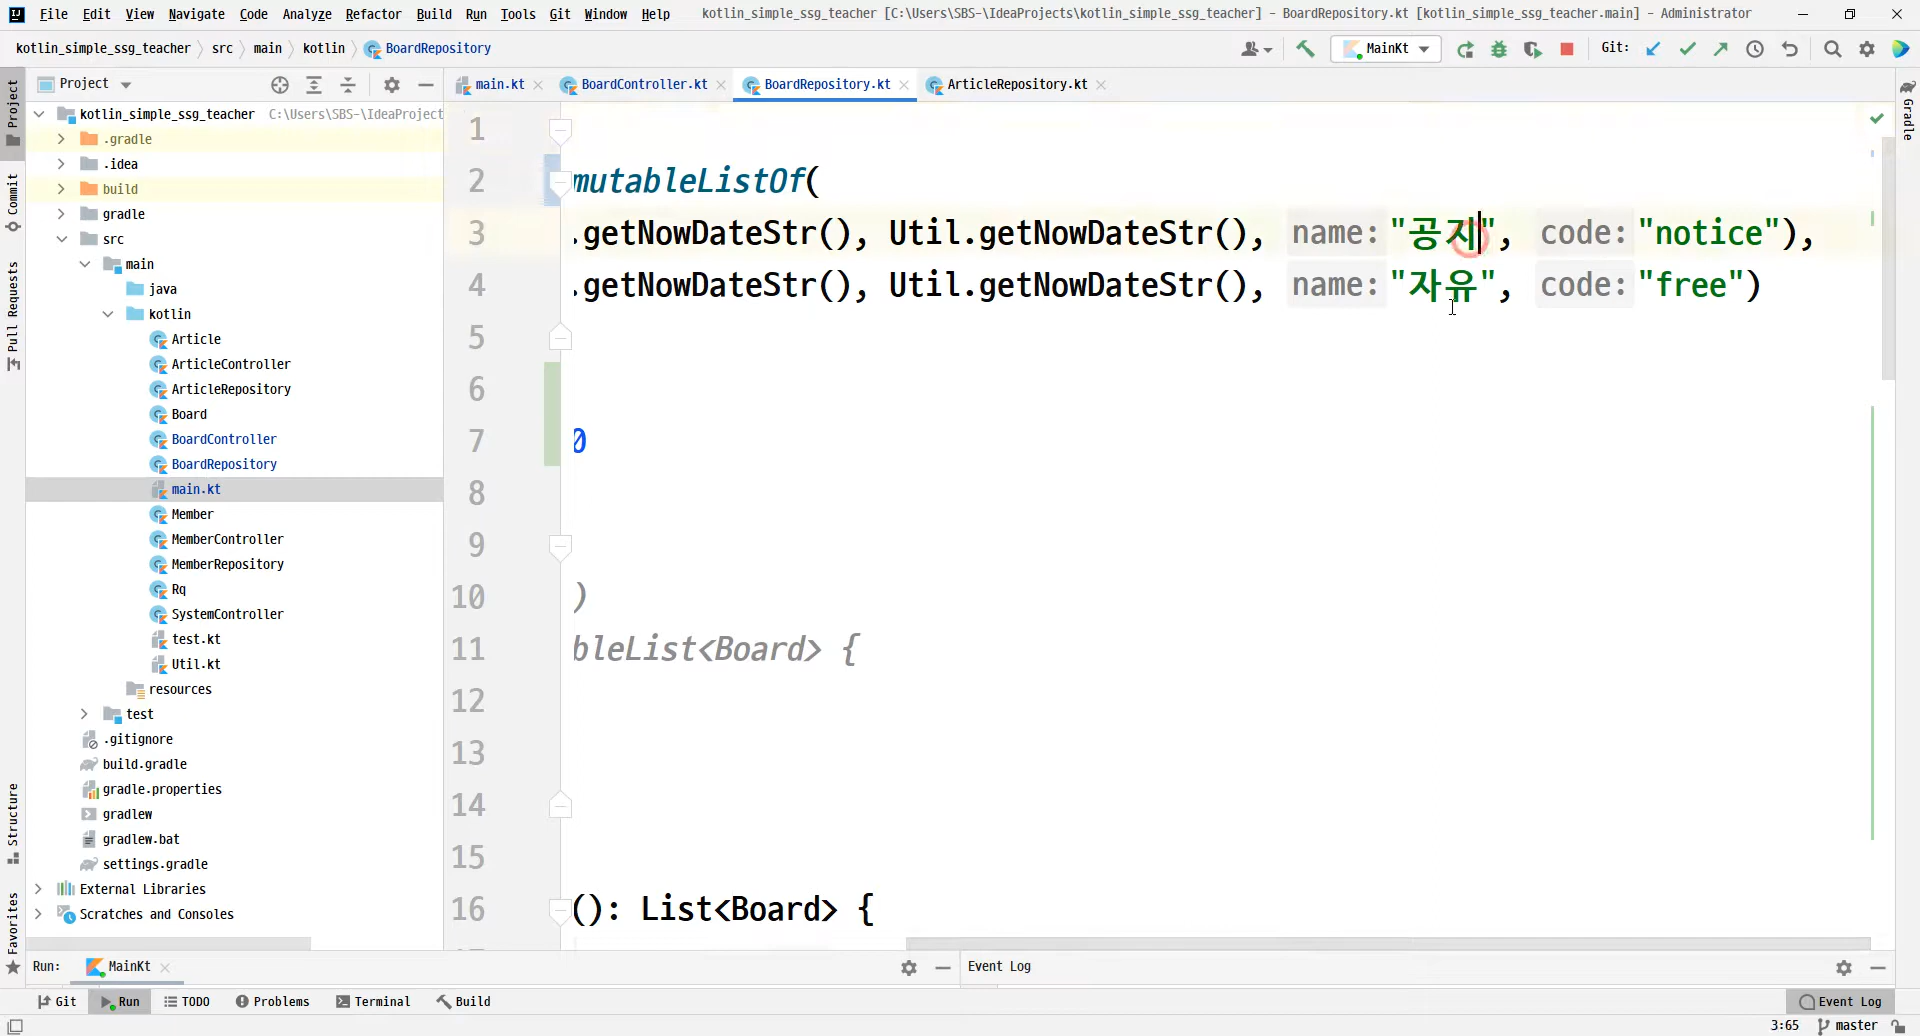 File Edit View Navigate Code Analyze Refactor Build Run Tools Git Window Help kotlin_simple_ssg_teacher [C:\Users\SBS-\IdeaProjects\kotlin_simple_ssg_teacher] - BoardRepository.kt [kotlin_simple_ssg_teacher.main] - Administrator
kotlin_simple_ssg_teacher src main kotlin BoardRepository MainKt Git:
Project main.kt BoardController.kt BoardRepository.kt ArticleRepository.kt
Project
Commit
Pull Requests
Structure
Favorites
Gradle
kotlin_simple_ssg_teacher C:\Users\SBS-\IdeaProject
.gradle
.idea
build
gradle
src
main
java
kotlin
Article
ArticleController
ArticleRepository
Board
BoardController
BoardRepository
main.kt
Member
MemberController
MemberRepository
Rq
SystemController
test.kt
Util.kt
resources
test
.gitignore
build.gradle
gradle.properties
gradlew
gradlew.bat
settings.gradle
External Libraries
Scratches and Consoles
1
2 mutableListOf(
3 .getNowDateStr(), Util.getNowDateStr(), name: "공지", code: "notice"),
4 .getNowDateStr(), Util.getNowDateStr(), name: "자유", code: "free")
5
6
7 0
8
9
10 )
11 bleList<Board> {
12
13
14
15
16 (): List<Board> {
Run: MainKt Event Log
Git Run TODO Problems Terminal Build Event Log
3:65 master